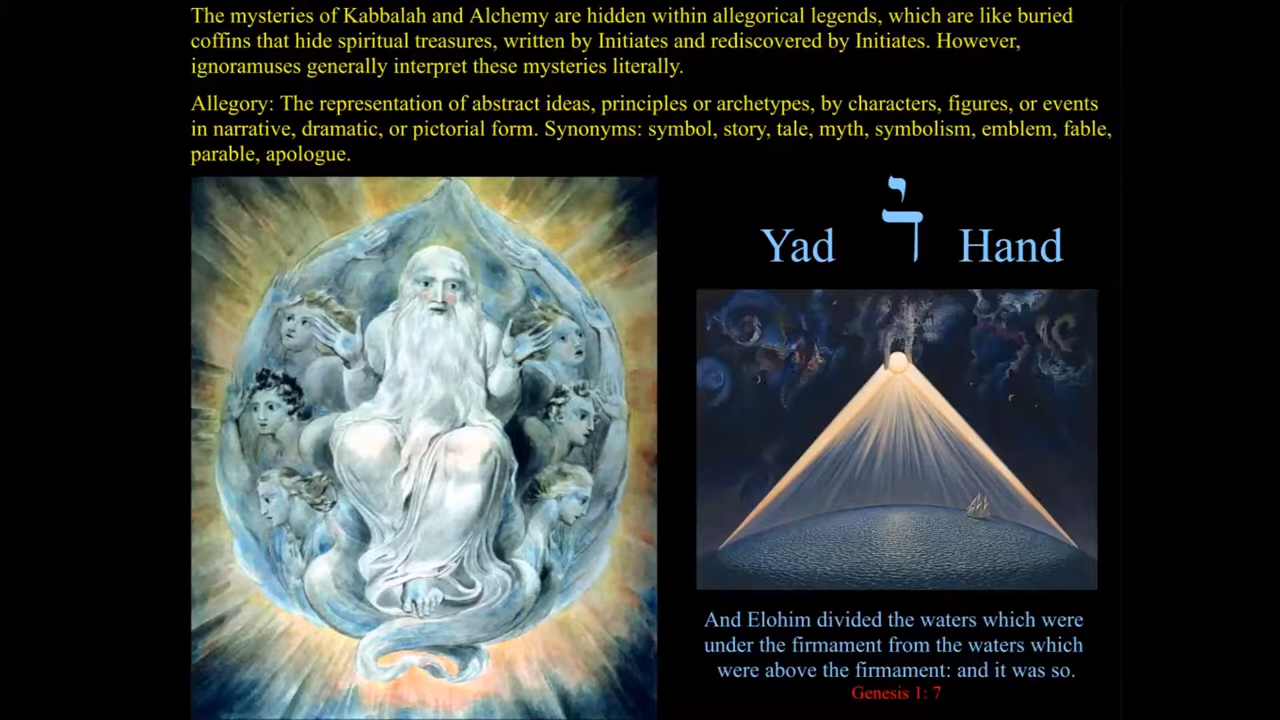 The mysteries of Kabbalah and Alchemy are hidden within allegorical legends, which are like buried
coffins that hide spiritual treasures, written by Initiates and rediscovered by Initiates. However,
ignoramuses generally interpret these mysteries literally.
Allegory: The representation of abstract ideas, principles or archetypes, by characters, figures, or events
in narrative, dramatic, or pictorial form. Synonyms: symbol, story, tale, myth, symbolism, emblem, fable,
parable, apologue.
י
Yad ד Hand
And Elohim divided the waters which were
under the firmament from the waters which
were above the firmament: and it was so.
Genesis 1: 7